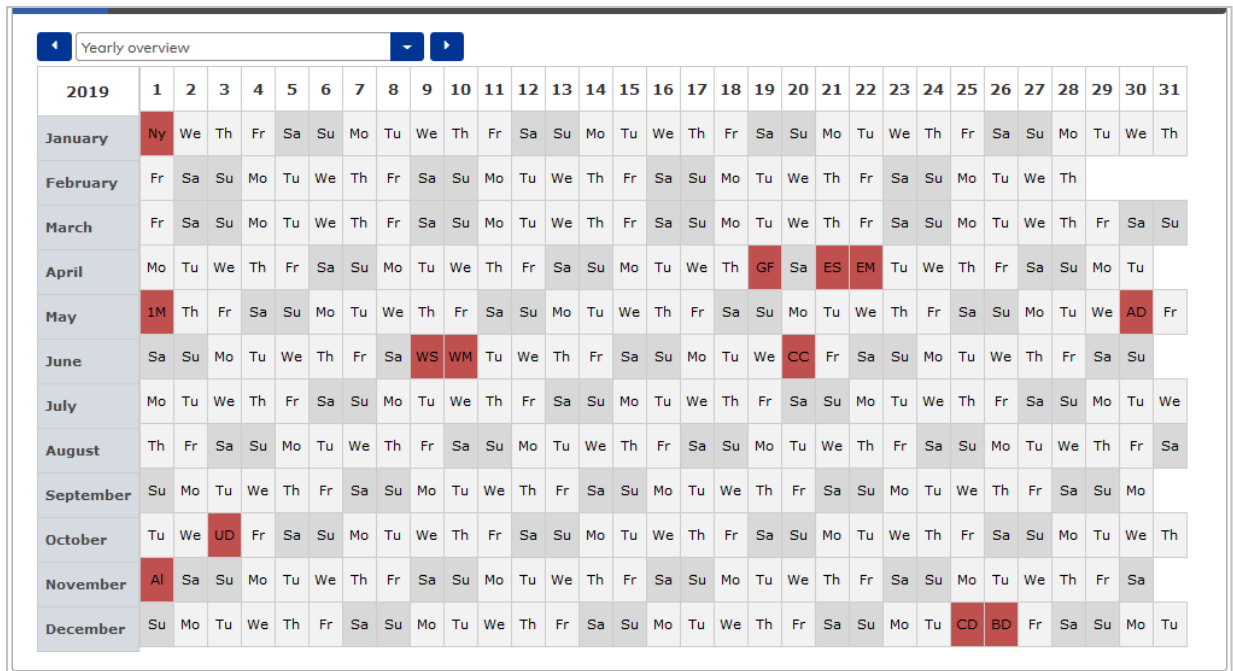 Yearly overview
2019 1 2 3 4 5 6 7 8 9 10 11 12 13 14 15 16 17 18 19 20 21 22 23 24 25 26 27 28 29 30 31
January Ny We Th Fr Sa Su Mo Tu We Th Fr Sa Su Mo Tu We Th Fr Sa Su Mo Tu We Th Fr Sa Su Mo Tu We Th
February Fr Sa Su Mo Tu We Th Fr Sa Su Mo Tu We Th Fr Sa Su Mo Tu We Th Fr Sa Su Mo Tu We Th
March Fr Sa Su Mo Tu We Th Fr Sa Su Mo Tu We Th Fr Sa Su Mo Tu We Th Fr Sa Su Mo Tu We Th Fr Sa Su
April Mo Tu We Th Fr Sa Su Mo Tu We Th Fr Sa Su Mo Tu We Th GF Sa ES EM Tu We Th Fr Sa Su Mo Tu
May 1M Th Fr Sa Su Mo Tu We Th Fr Sa Su Mo Tu We Th Fr Sa Su Mo Tu We Th Fr Sa Su Mo Tu We AD Fr
June Sa Su Mo Tu We Th Fr Sa WS WM Tu We Th Fr Sa Su Mo Tu We CC Fr Sa Su Mo Tu We Th Fr Sa Su
July Mo Tu We Th Fr Sa Su Mo Tu We Th Fr Sa Su Mo Tu We Th Fr Sa Su Mo Tu We Th Fr Sa Su Mo Tu We
August Th Fr Sa Su Mo Tu We Th Fr Sa Su Mo Tu We Th Fr Sa Su Mo Tu We Th Fr Sa Su Mo Tu We Th Fr Sa
September Su Mo Tu We Th Fr Sa Su Mo Tu We Th Fr Sa Su Mo Tu We Th Fr Sa Su Mo Tu We Th Fr Sa Su Mo
October Tu We UD Fr Sa Su Mo Tu We Th Fr Sa Su Mo Tu We Th Fr Sa Su Mo Tu We Th Fr Sa Su Mo Tu We Th
November Al Sa Su Mo Tu We Th Fr Sa Su Mo Tu We Th Fr Sa Su Mo Tu We Th Fr Sa Su Mo Tu We Th Fr Sa
December Su Mo Tu We Th Fr Sa Su Mo Tu We Th Fr Sa Su Mo Tu We Th Fr Sa Su Mo Tu CD BD Fr Sa Su Mo Tu